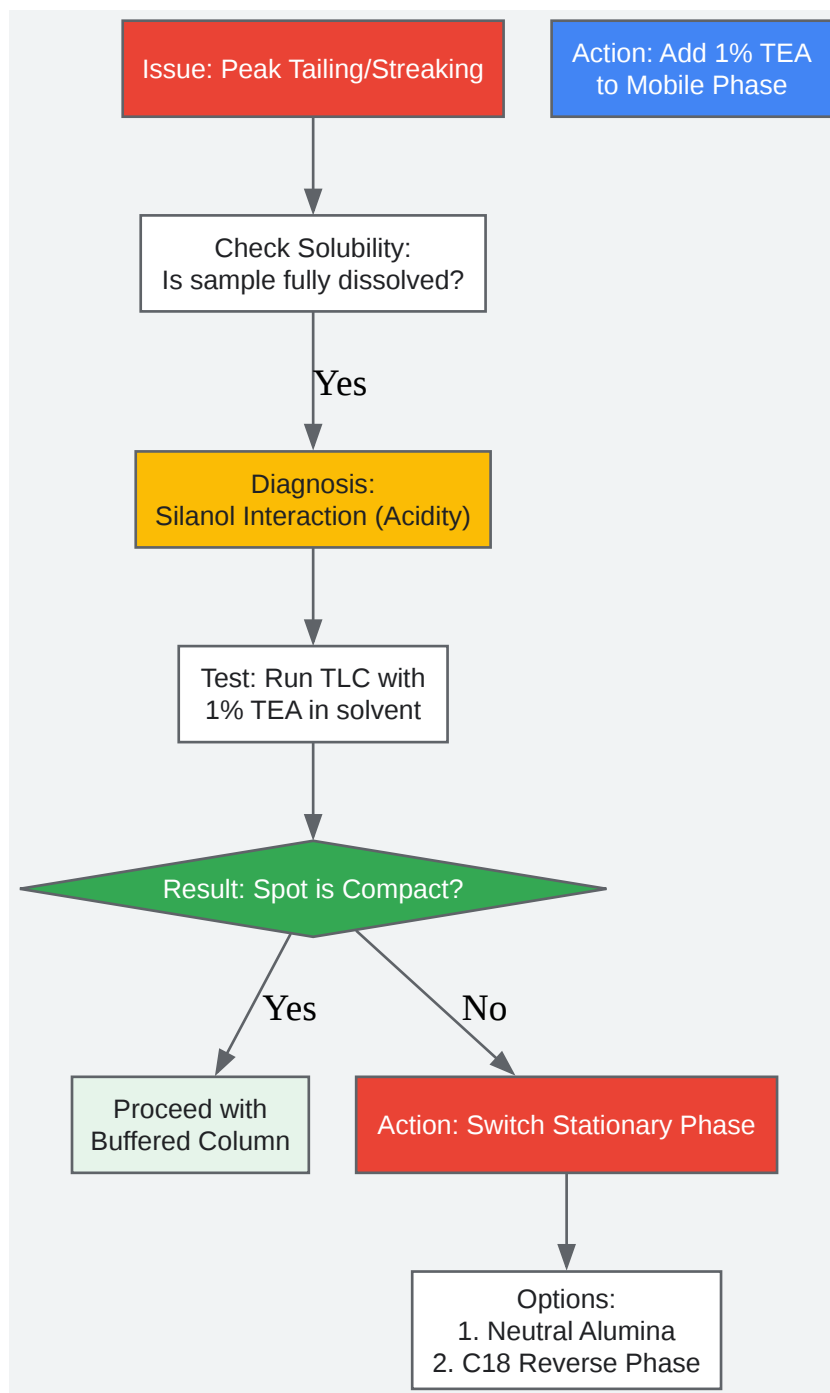 Issue: Peak Tailing/Streaking
Action: Add 1% TEA
to Mobile Phase
Check Solubility:
Is sample fully dissolved?
Yes
Diagnosis:
Silanol Interaction (Acidity)
Test: Run TLC with
1% TEA in solvent
Result: Spot is Compact?
Yes
No
Proceed with
Buffered Column
Action: Switch Stationary Phase
Options:
1. Neutral Alumina
2. C18 Reverse Phase